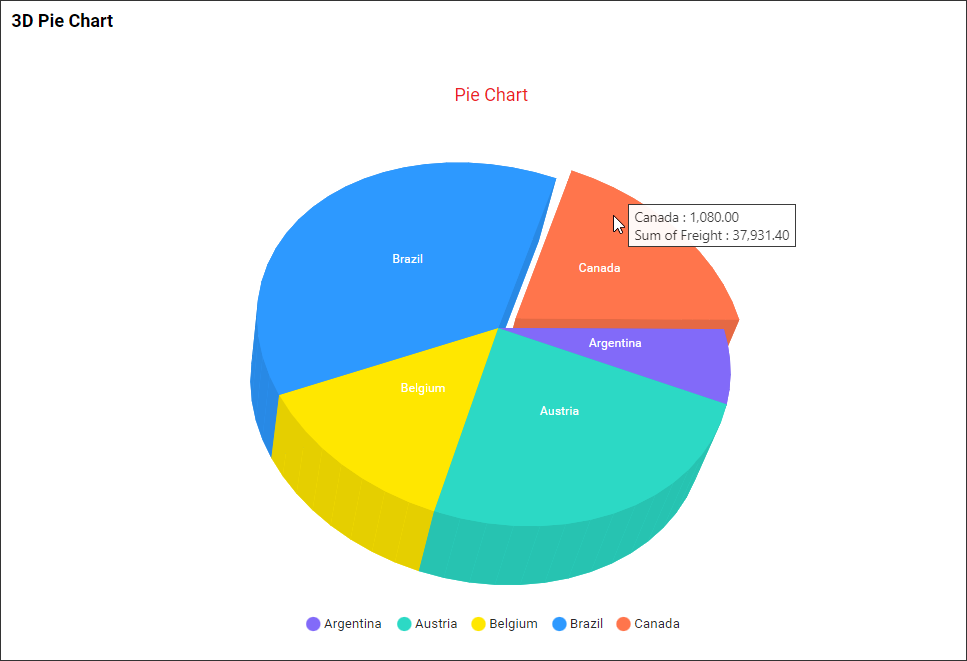 3D Pie Chart
Pie Chart
Canada : 1,080.00
Sum of Freight : 37,931.40
Brazil
Canada
Argentina
Belgium
Austria
Argentina Austria Belgium Brazil Canada